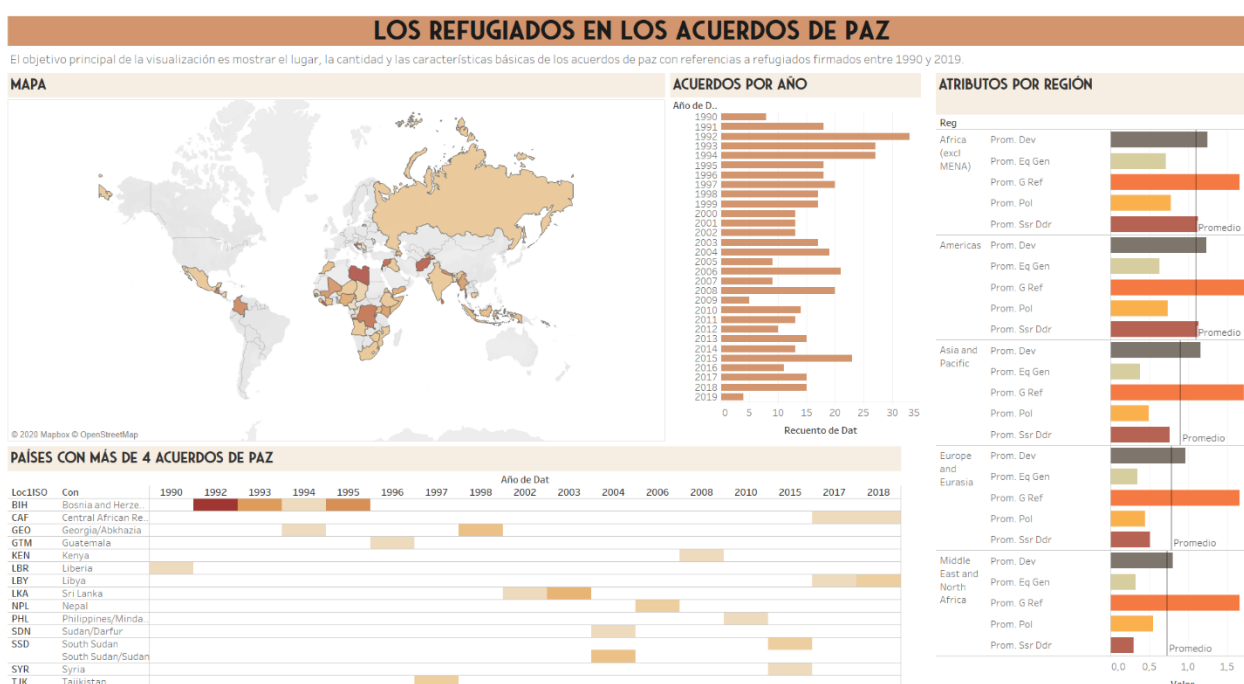 LOS REFUGIADOS EN LOS ACUERDOS DE PAZ
El objetivo principal de la visualización es mostrar el lugar, la cantidad y las características básicas de los acuerdos de paz con referencias a refugiados firmados entre 1990 y 2019.
MAPA
© 2020 Mapbox © OpenStreetMap
ACUERDOS POR AÑO
Año de D..
1990
1991
1992
1993
1994
1995
1996
1997
1998
1999
2000
2001
2002
2003
2004
2005
2006
2007
2008
2009
2010
2011
2012
2013
2014
2015
2016
2017
2018
2019
0 5 10 15 20 25 30 35
Recuento de Dat
ATRIBUTOS POR REGIÓN
Reg
Africa (excl MENA)
Prom. Dev
Prom. Eq Gen
Prom. G Ref
Prom. Pol
Prom. Ssr Ddr
Promedio
Americas
Prom. Dev
Prom. Eq Gen
Prom. G Ref
Prom. Pol
Prom. Ssr Ddr
Promedio
Asia and Pacific
Prom. Dev
Prom. Eq Gen
Prom. G Ref
Prom. Pol
Prom. Ssr Ddr
Promedio
Europe and Eurasia
Prom. Dev
Prom. Eq Gen
Prom. G Ref
Prom. Pol
Prom. Ssr Ddr
Promedio
Middle East and North Africa
Prom. Dev
Prom. Eq Gen
Prom. G Ref
Prom. Pol
Prom. Ssr Ddr
Promedio
0,0 0,5 1,0 1,5
PAÍSES CON MÁS DE 4 ACUERDOS DE PAZ
Año de Dat
Loc1ISO Con 1990 1992 1993 1994 1995 1996 1997 1998 2002 2003 2004 2006 2008 2010 2015 2017 2018
BIH Bosnia and Herze..
CAF Central African Re..
GEO Georgia/Abkhazia
GTM Guatemala
KEN Kenya
LBR Liberia
LBY Libya
LKA Sri Lanka
NPL Nepal
PHL Philippines/Minda..
SDN Sudan/Darfur
SSD South Sudan
South Sudan/Sudan
SYR Syria
TJK Tajikistan